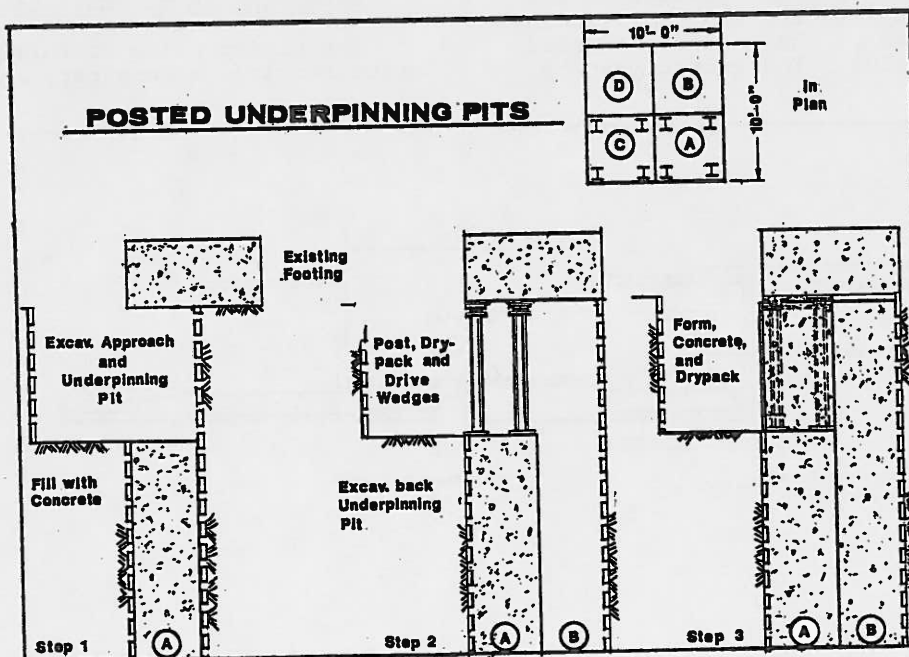 10'-0"
D
B
In
Plan
10'-0"
C
A
POSTED UNDERPINNING PITS
Existing
Footing
Excav. Approach
and
Underpinning
Pit
Fill with
Concrete
Step 1
A
Post, Dry-
pack and
Drive
Wedges
Excav. back
Underpinning
Pit
Step 2
A
B
Form,
Concrete,
and
Drypack
Step 3
A
B